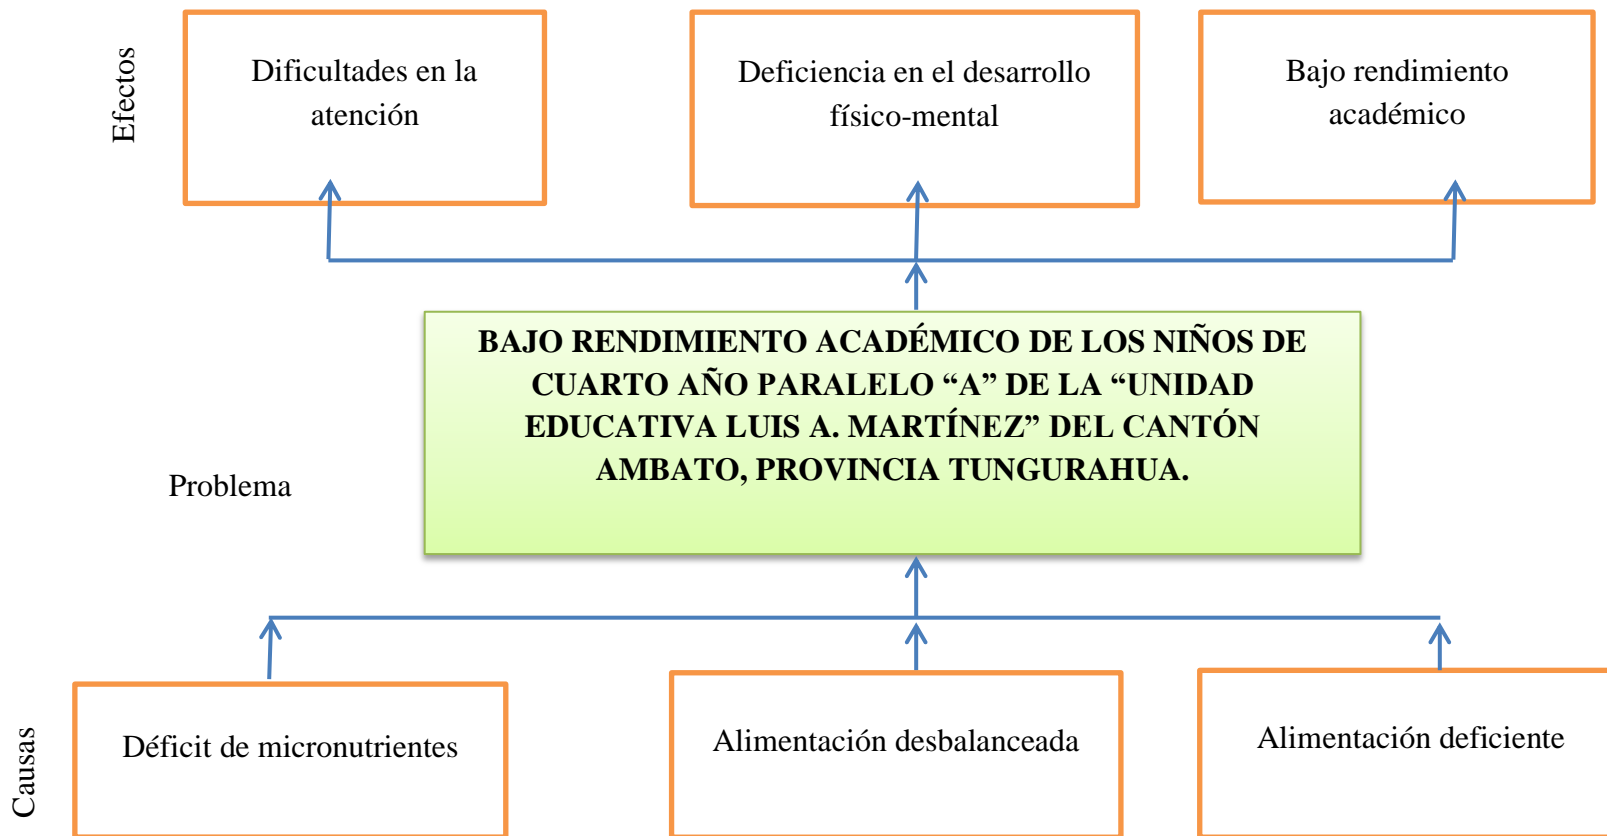 Efectos
Dificultades en la
atención
Deficiencia en el desarrollo
físico-mental
Bajo rendimiento
académico
BAJO RENDIMIENTO ACADÉMICO DE LOS NIÑOS DE
CUARTO AÑO PARALELO “A” DE LA “UNIDAD
EDUCATIVA LUIS A. MARTÍNEZ” DEL CANTÓN
AMBATO, PROVINCIA TUNGURAHUA.
Problema
Causas
Déficit de micronutrientes
Alimentación desbalanceada
Alimentación deficiente